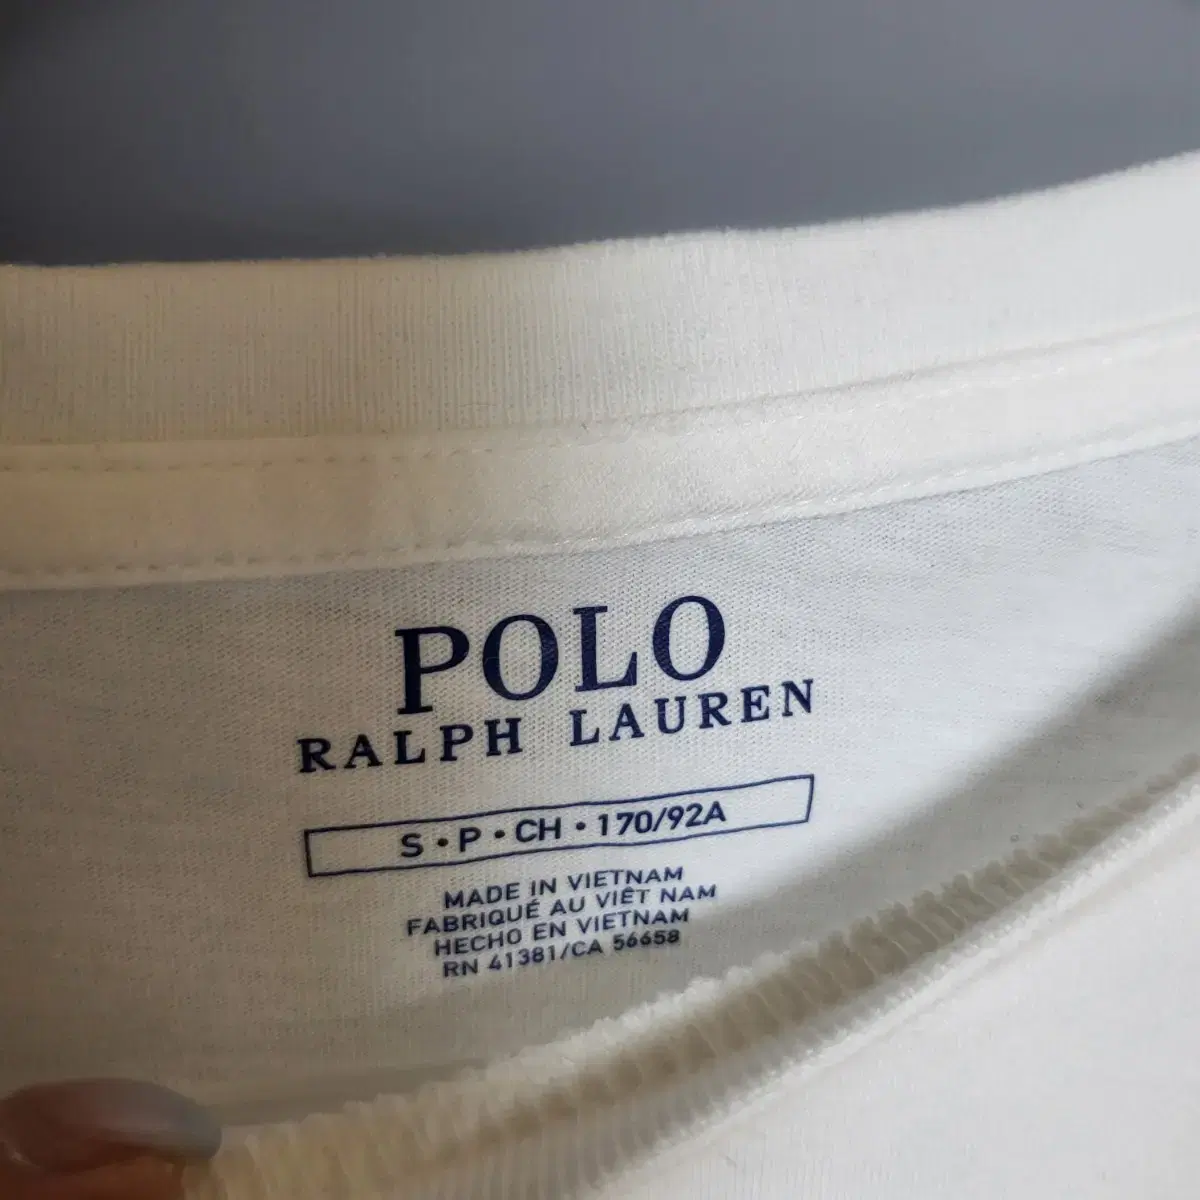 POLO
RALPH LAUREN
S • P • CH • 170/92A
MADE IN VIETNAM
FABRIQUÉ AU VIÊT NAM
HECHO EN VIETNAM
RN 41381/CA 56658